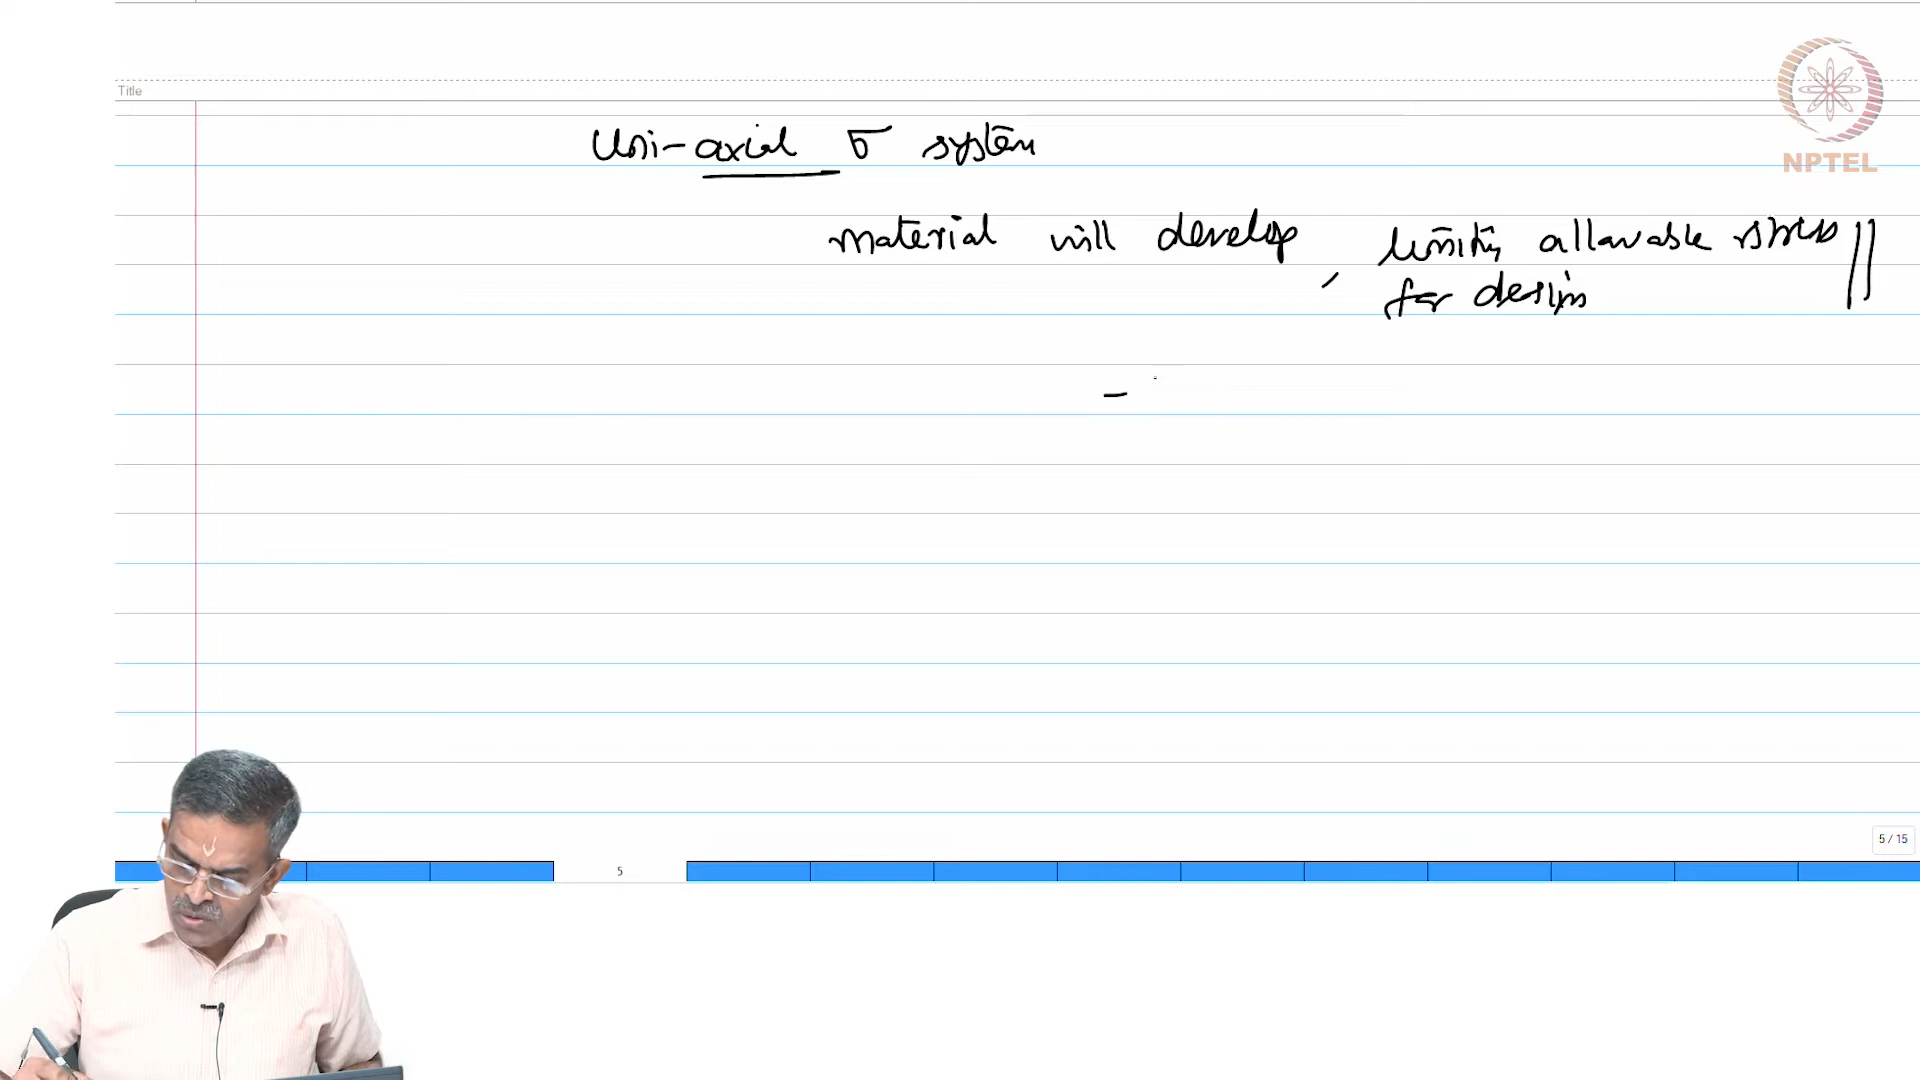 Title
NPTEL
Uni-axial σ system
material will develop, limiting allowable stress
for design
5 / 15
5